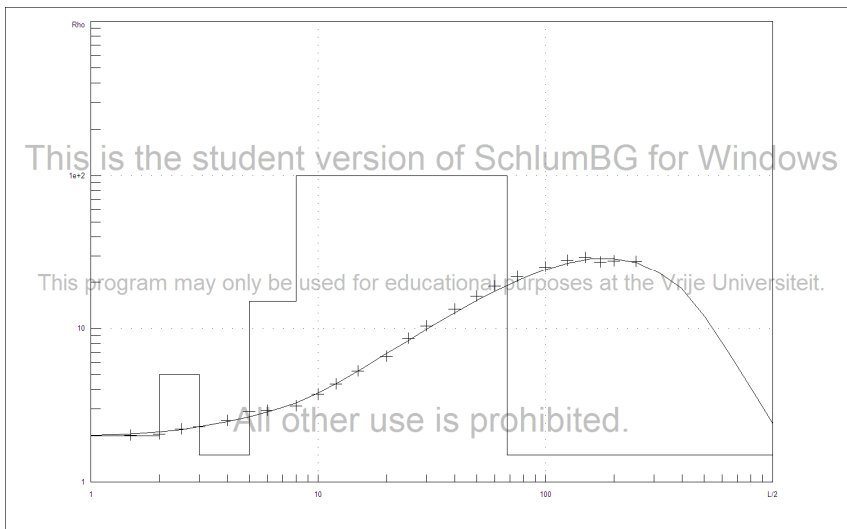 Rho
This is the student version of SchlumBG for Windows
1e+2
This program may only be used for educational purposes at the Vrije Universiteit.
10
All other use is prohibited.
1
1 10 100 L/2